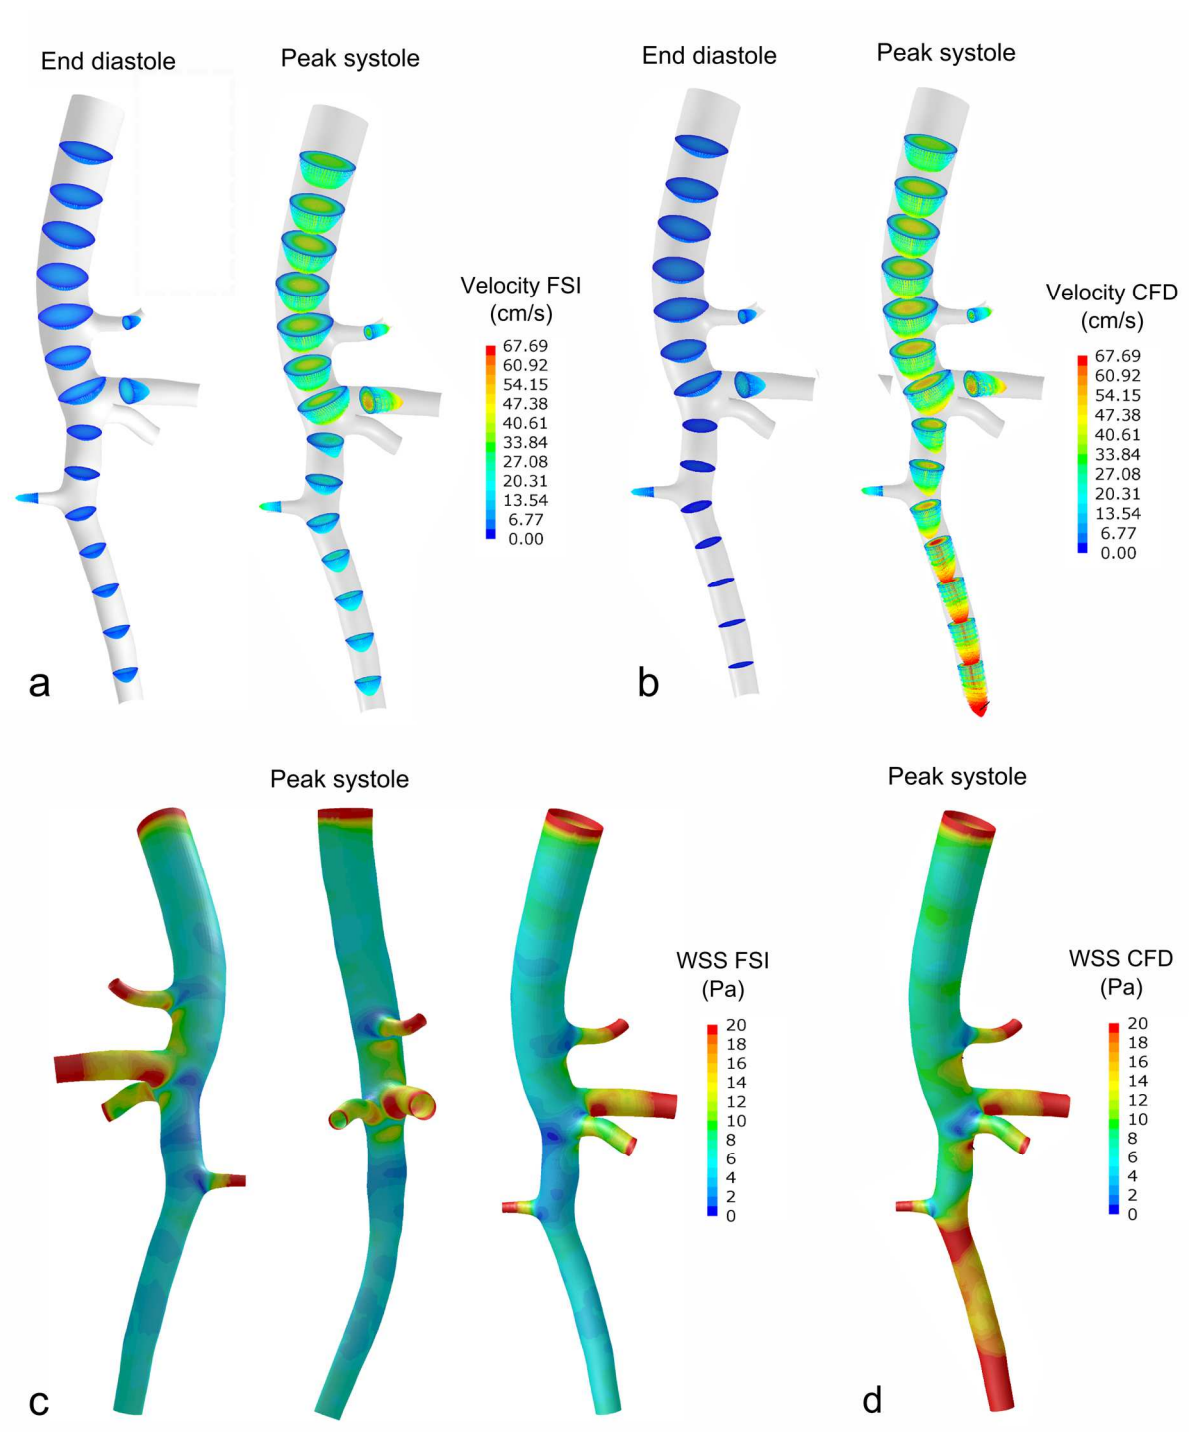 End diastole
Peak systole
Velocity FSI
(cm/s)
67.69
60.92
54.15
47.38
40.61
33.84
27.08
20.31
13.54
6.77
0.00
a
End diastole
Peak systole
Velocity CFD
(cm/s)
67.69
60.92
54.15
47.38
40.61
33.84
27.08
20.31
13.54
6.77
0.00
b
Peak systole
WSS FSI
(Pa)
20
18
16
14
12
10
8
6
4
2
0
c
Peak systole
WSS CFD
(Pa)
20
18
16
14
12
10
8
6
4
2
0
d